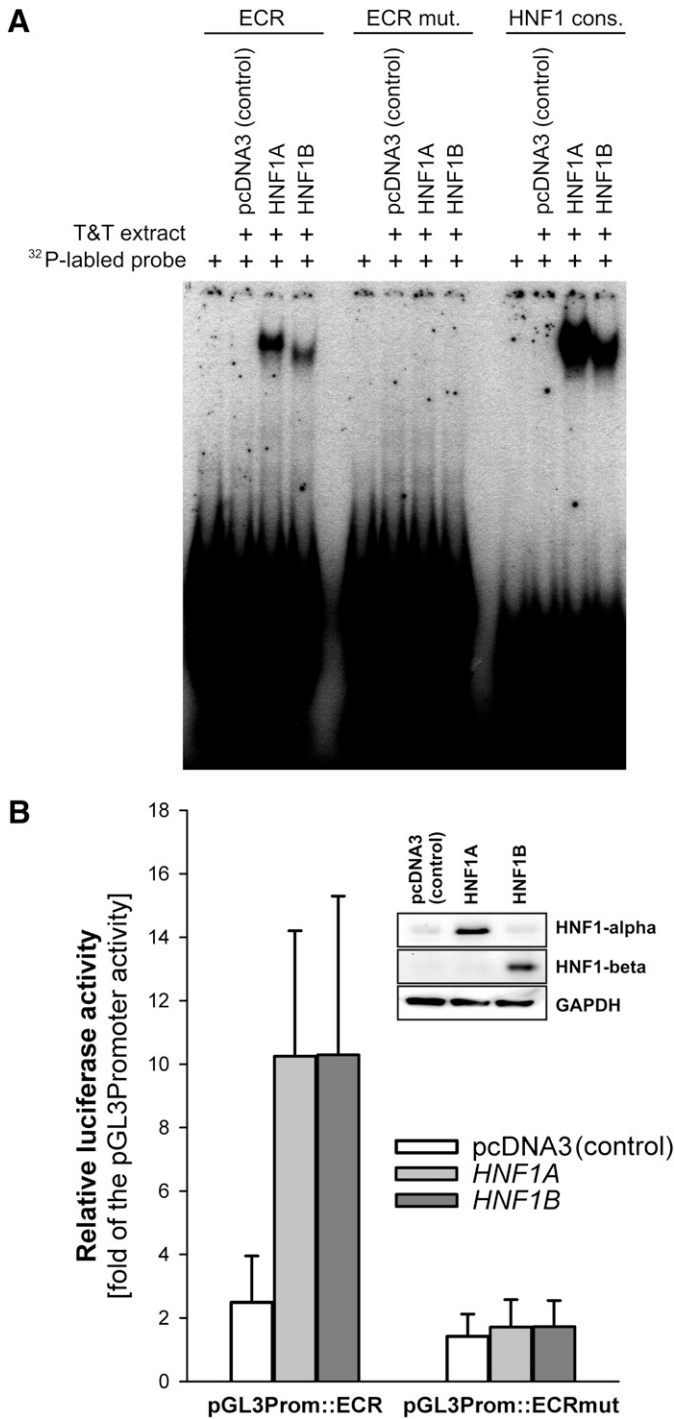 A
ECR ECR mut. HNF1 cons.
pcDNA3 (control) HNF1A HNF1B pcDNA3 (control) HNF1A HNF1B pcDNA3 (control) HNF1A HNF1B
T&T extract + + + + + + + + +
32P-labled probe + + + + + + + + + + + +
B
Relative luciferase activity
[fold of the pGL3Promoter activity]
18
16
14
12
10
8
6
4
2
0
pcDNA3 (control) HNF1A HNF1B
HNF1-alpha
HNF1-beta
GAPDH
pcDNA3 (control)
HNF1A
HNF1B
pGL3Prom::ECR pGL3Prom::ECRmut